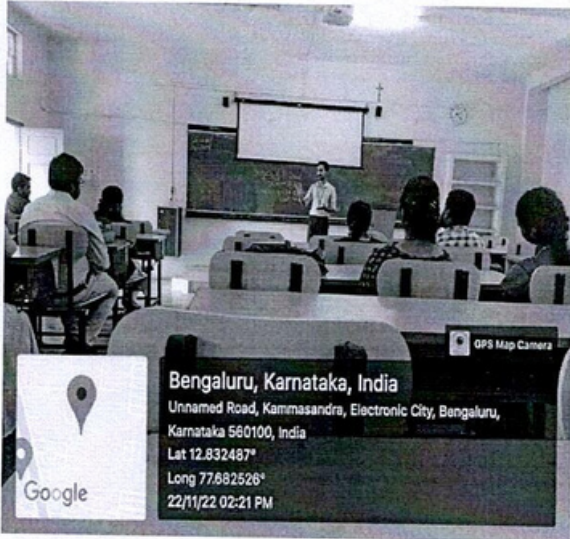 GPS Map Camera
Bengaluru, Karnataka, India
Unnamed Road, Kammasandra, Electronic City, Bengaluru,
Karnataka 560100, India
Lat 12.832487°
Long 77.682526°
22/11/22 02:21 PM
Google